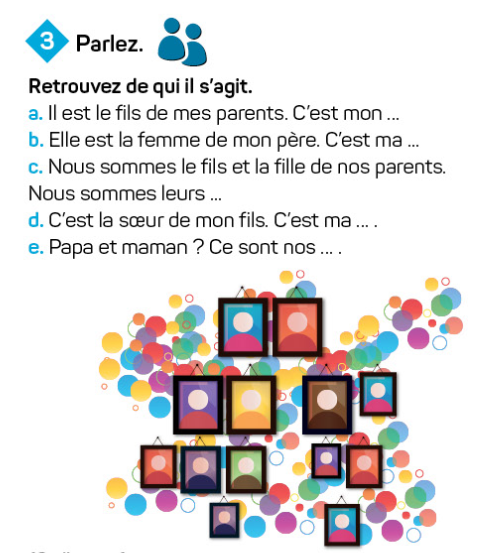 3 Parlez.
Retrouvez de qui il s’agit.
a. Il est le fils de mes parents. C’est mon ...
b. Elle est la femme de mon père. C’est ma ...
c. Nous sommes le fils et la fille de nos parents.
Nous sommes leurs ...
d. C’est la sœur de mon fils. C’est ma ... .
e. Papa et maman ? Ce sont nos ... .